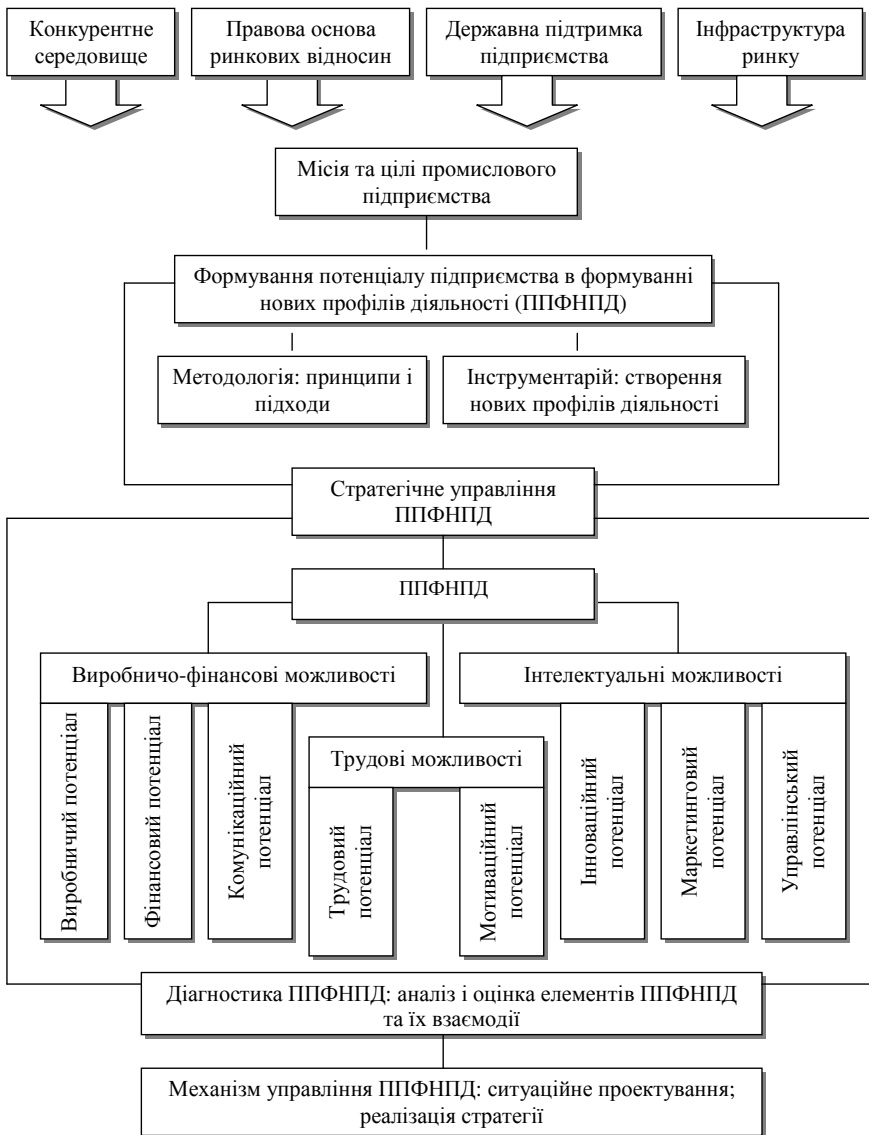 Конкурентне
середовище
Правова основа
ринкових відносин
Державна підтримка
підприємства
Інфраструктура
ринку
Місія та цілі промислового
підприємства
Формування потенціалу підприємства в формуванні
нових профілів діяльності (ППФНПД)
Методологія: принципи і
підходи
Інструментарій: створення
нових профілів діяльності
Стратегічне управління
ППФНПД
ППФНПД
Виробничо-фінансові можливості
Інтелектуальні можливості
Трудові можливості
Виробничий потенціал
Фінансовий потенціал
Комунікаційний
потенціал
Трудовий
потенціал
Мотиваційний
потенціал
Інноваційний
потенціал
Маркетинговий
потенціал
Управлінський
потенціал
Діагностика ППФНПД: аналіз і оцінка елементів ППФНПД
та їх взаємодії
Механізм управління ППФНПД: ситуаційне проектування;
реалізація стратегії